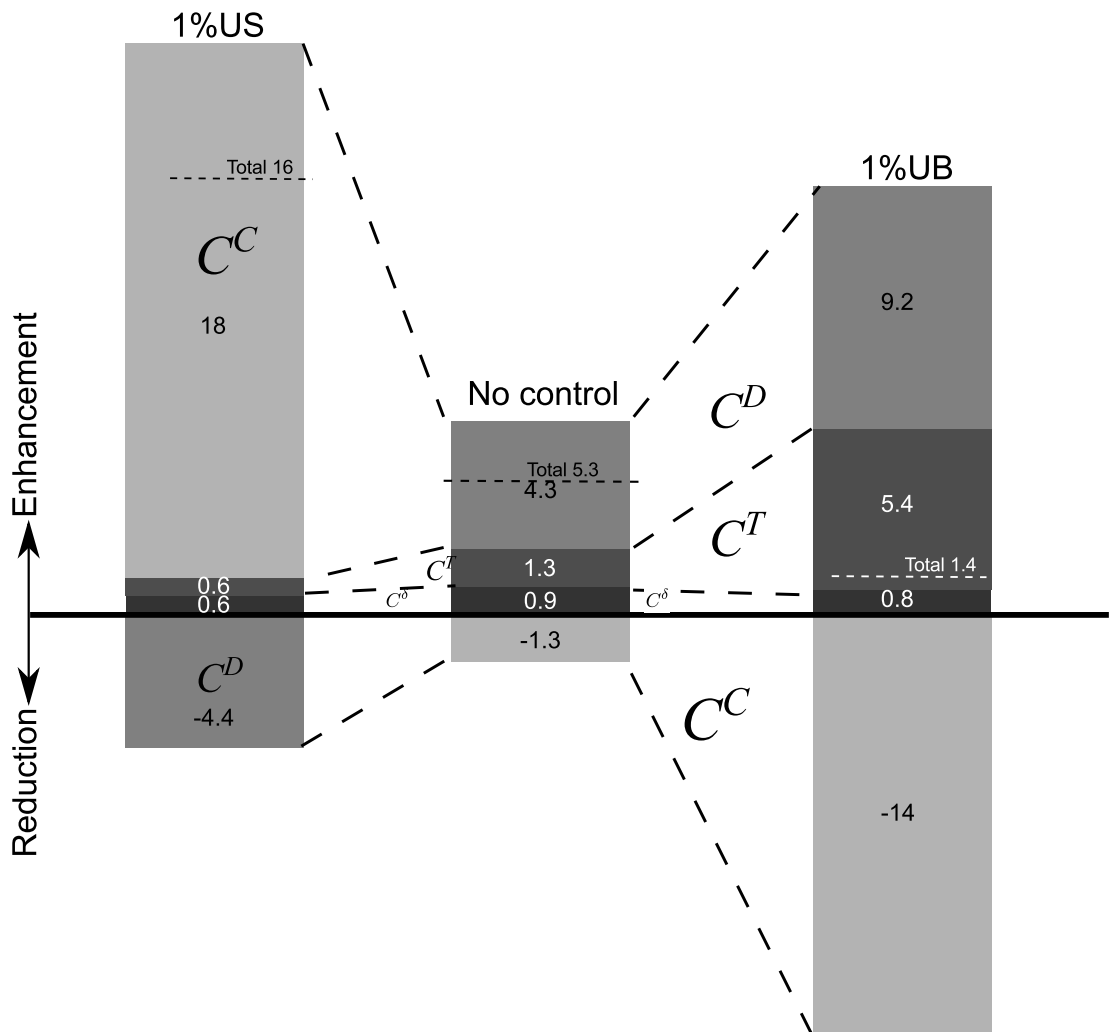 1%US
Total 16
1%UB
C^C
9.2
18
Enhancement
No control
C^D
Total 5.3
4.3
5.4
C^T
Total 1.4
1.3
C^T
0.6
0.6
C^δ
0.9
C^δ
0.8
-1.3
C^D
C^C
-4.4
Reduction
-14